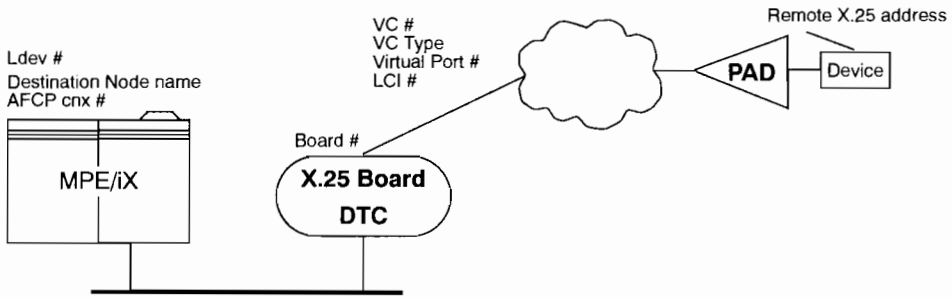 Remote X.25 address
VC #
VC Type
Virtual Port #
LCI #
Ldev #
Destination Node name
AFCP cnx #
PAD
Device
Board #
MPE/iX
X.25 Board
DTC